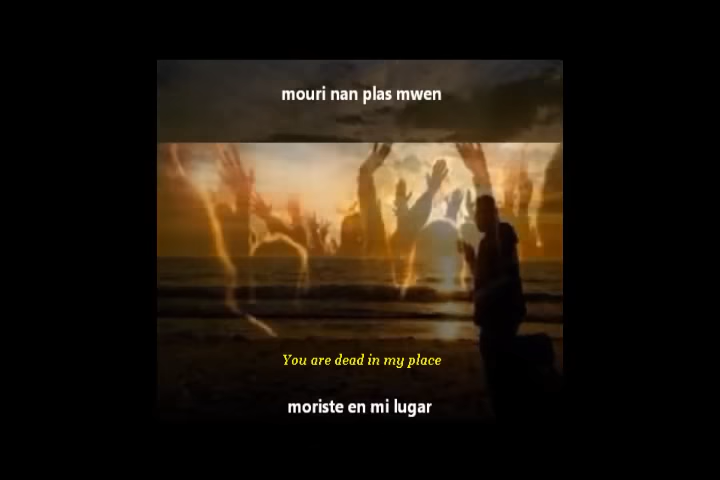 mouri nan plas mwen
You are dead in my place
moriste en mi lugar